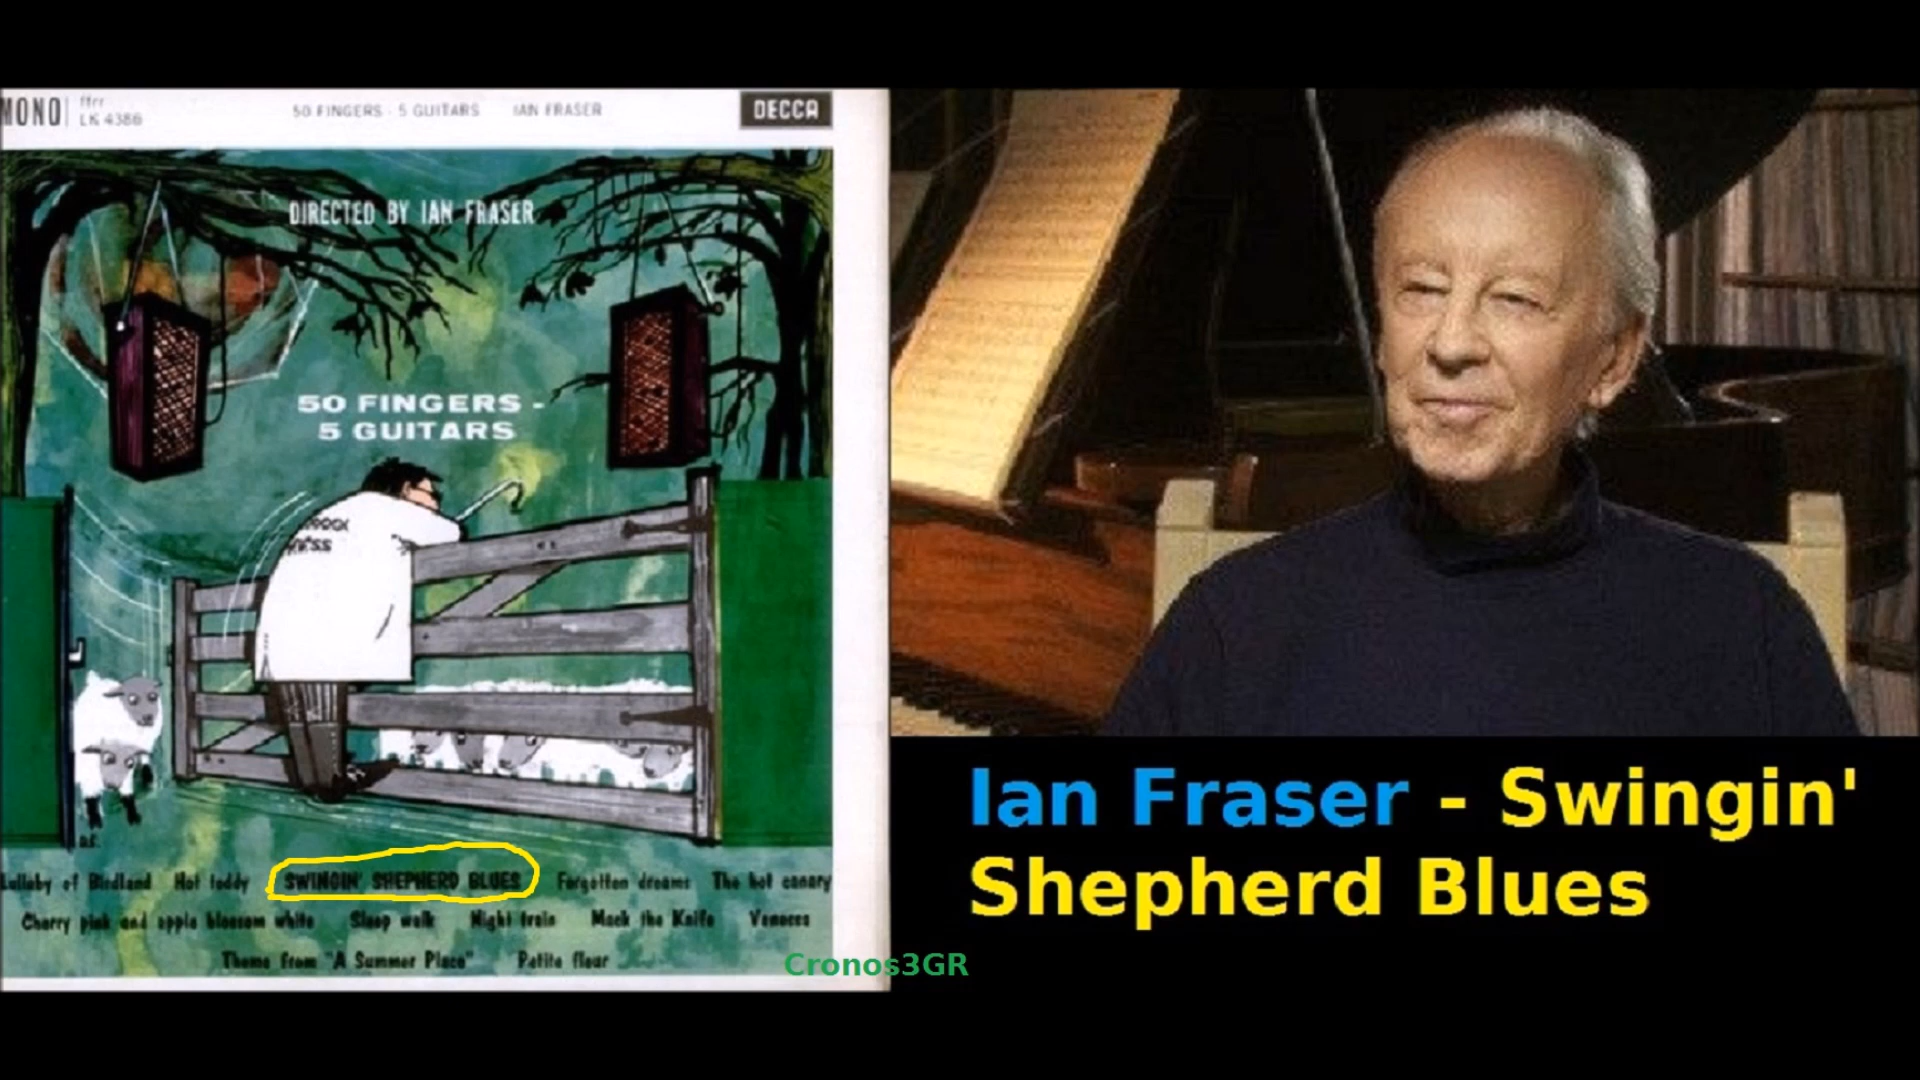 MONO
ffrr
LK 4386
50 FINGERS - 5 GUITARS IAN FRASER
DECCA
DIRECTED BY IAN FRASER
50 FINGERS -
5 GUITARS
Lullaby of Birdland Hot toddy SWINGIN' SHEPHERD BLUES Forgotten dreams The hot canary
Cherry pink and apple blossom white Sleep walk Night train Mack the Knife
Theme from "A Summer Place" Petite fleur
Ian Fraser - Swingin'
Shepherd Blues
Cronos3GR